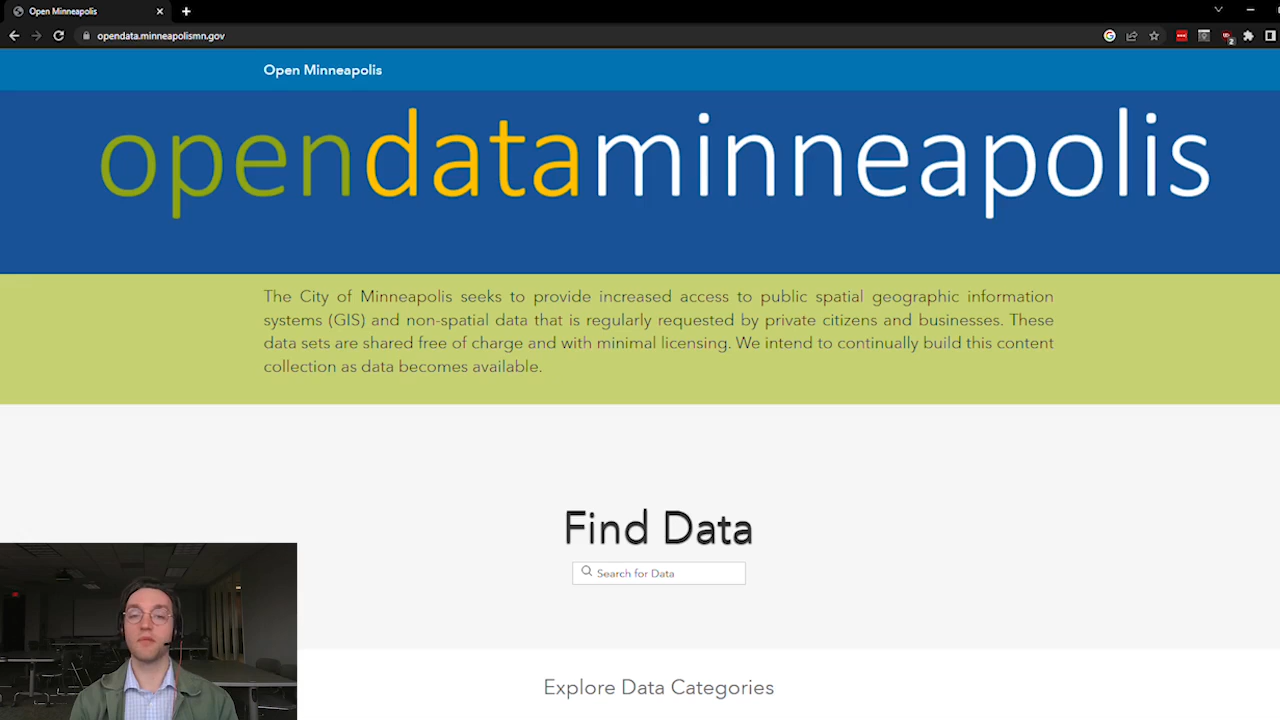 Open Minneapolis
opendata.minneapolismn.gov
2
Open Minneapolis
opendataminneapolis
The City of Minneapolis seeks to provide increased access to public spatial geographic information
systems (GIS) and non-spatial data that is regularly requested by private citizens and businesses. These
data sets are shared free of charge and with minimal licensing. We intend to continually build this content
collection as data becomes available.
Find Data
Search for Data
Explore Data Categories